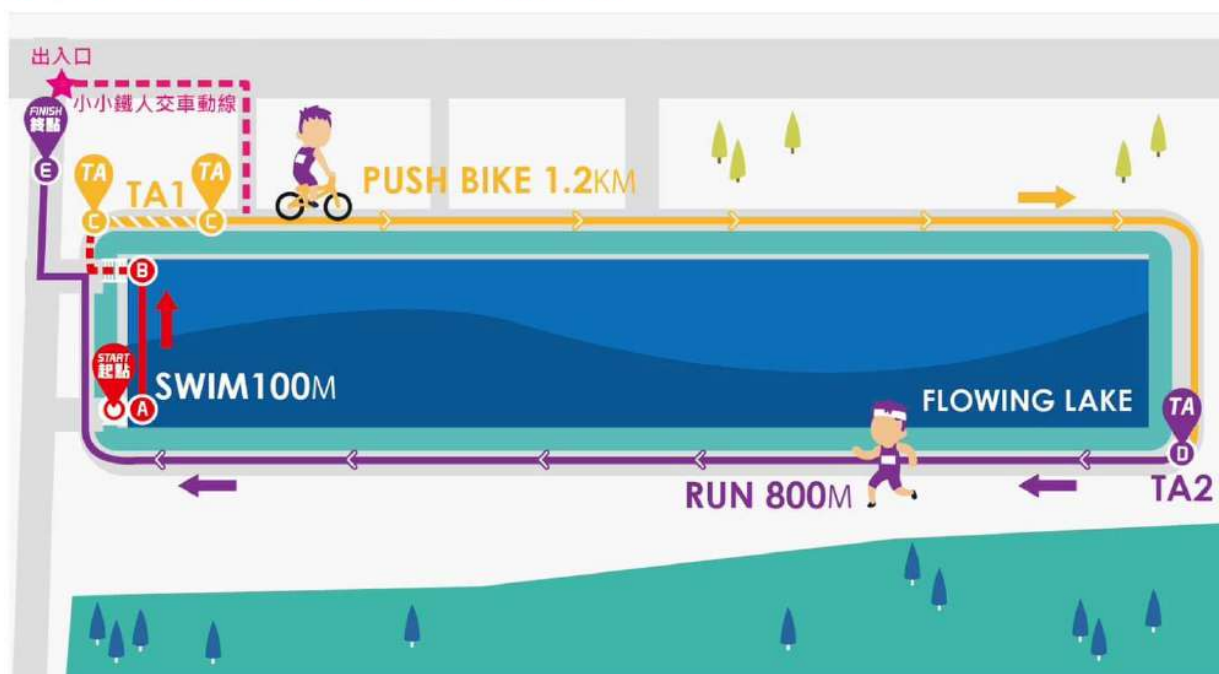 出入口
小小鐵人交車動線
FINISH
終點
E
TA
TA1
TA
C
C
PUSH BIKE 1.2KM
B
START
起點
A
SWIM100M
FLOWING LAKE
TA
D
TA2
RUN 800M